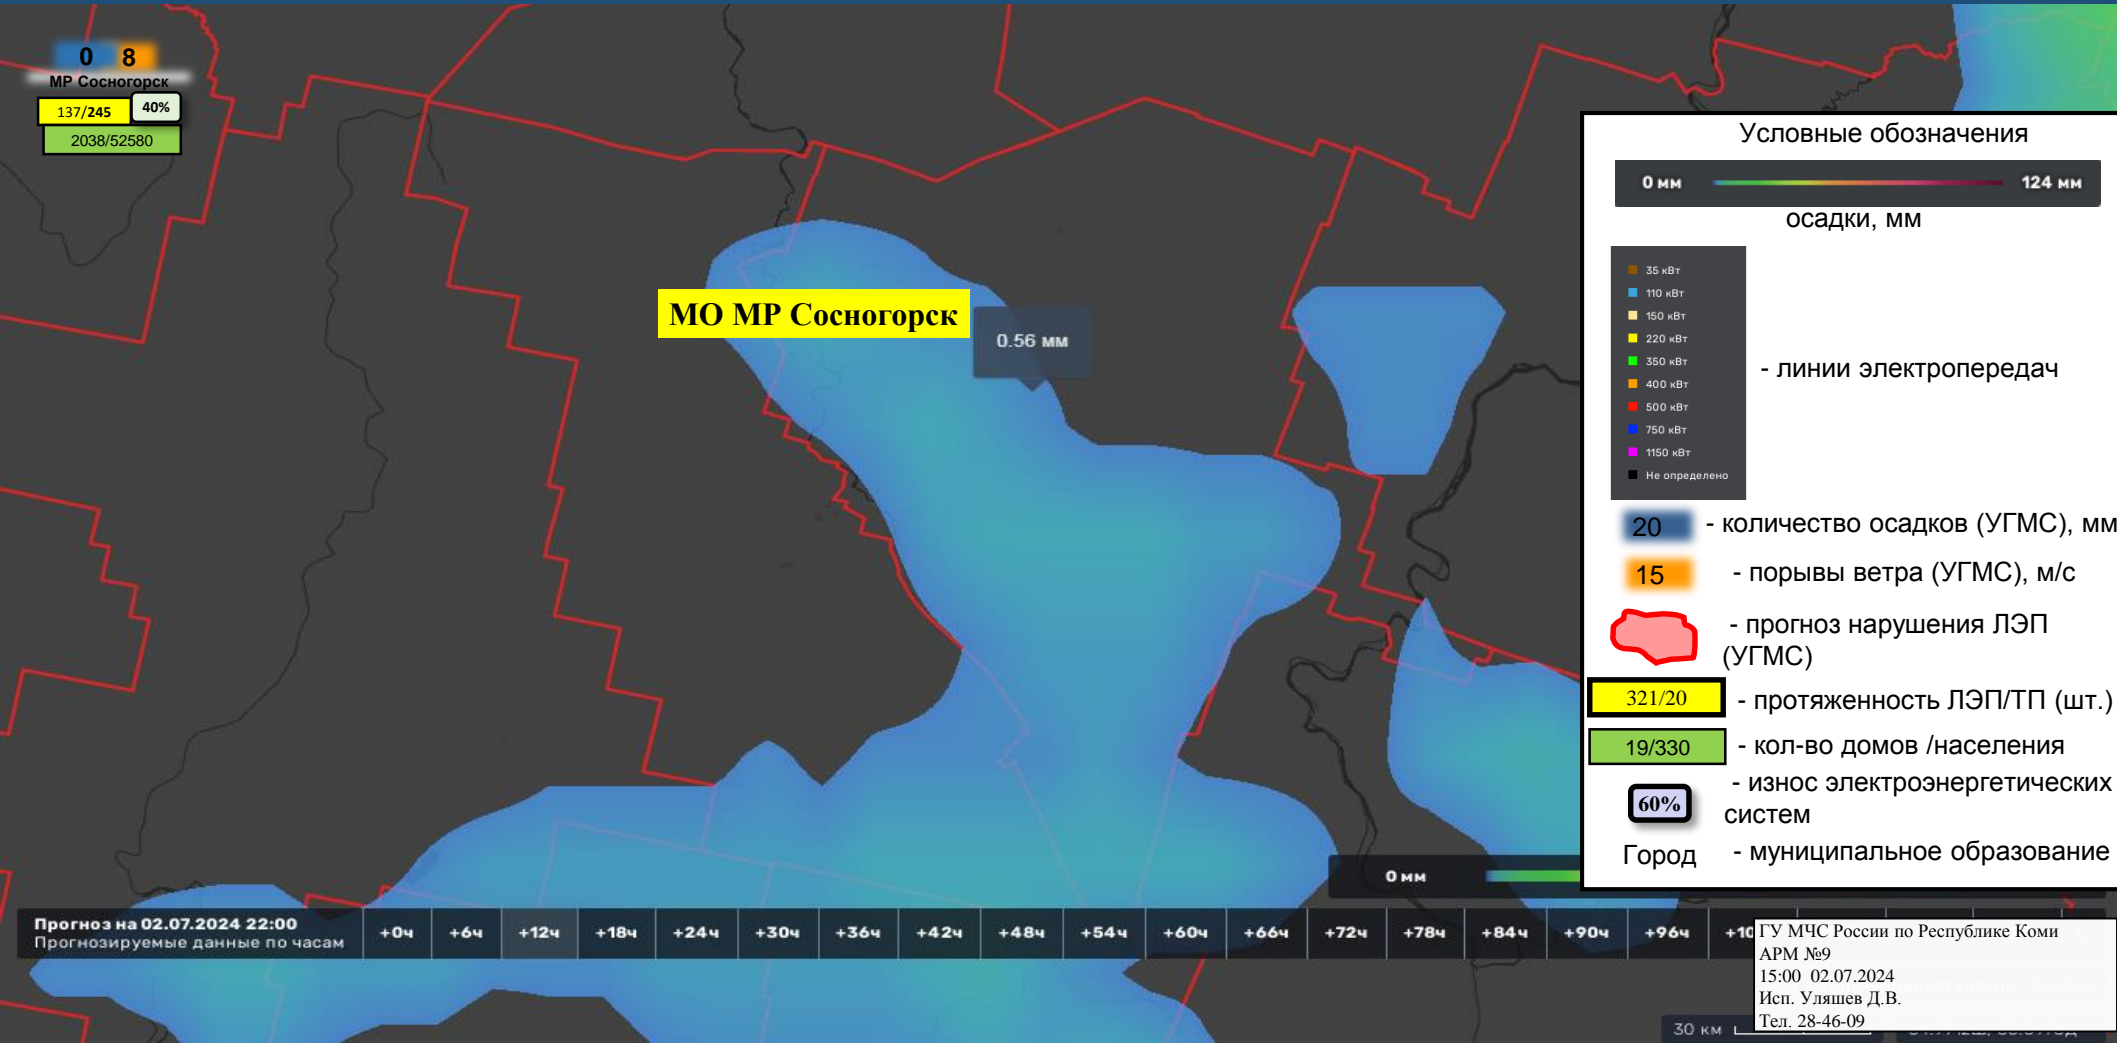 0 8
МР Сосногорск
137/245 40%
2038/52580
МО МР Сосногорск
0.56 мм
Условные обозначения
0 мм 124 мм
осадки, мм
35 кВт
110 кВт
150 кВт
220 кВт
350 кВт
400 кВт
500 кВт
750 кВт
1150 кВт
Не определено
- линии электропередач
20 - количество осадков (УГМС), мм
15 - порывы ветра (УГМС), м/с
- прогноз нарушения ЛЭП
(УГМС)
321/20 - протяженность ЛЭП/ТП (шт.)
19/330 - кол-во домов /населения
- износ электроэнергетических
60%
систем
Город - муниципальное образование
0 мм
Прогноз на 02.07.2024 22:00
Прогнозируемые данные по часам
+0ч +6ч +12ч +18ч +24ч +30ч +36ч +42ч +48ч +54ч +60ч +66ч +72ч +78ч +84ч +90ч +96ч +10
ГУ МЧС России по Республике Коми
АРМ №9
15:00 02.07.2024
Исп. Уляшев Д.В.
Тел. 28-46-09
30 км